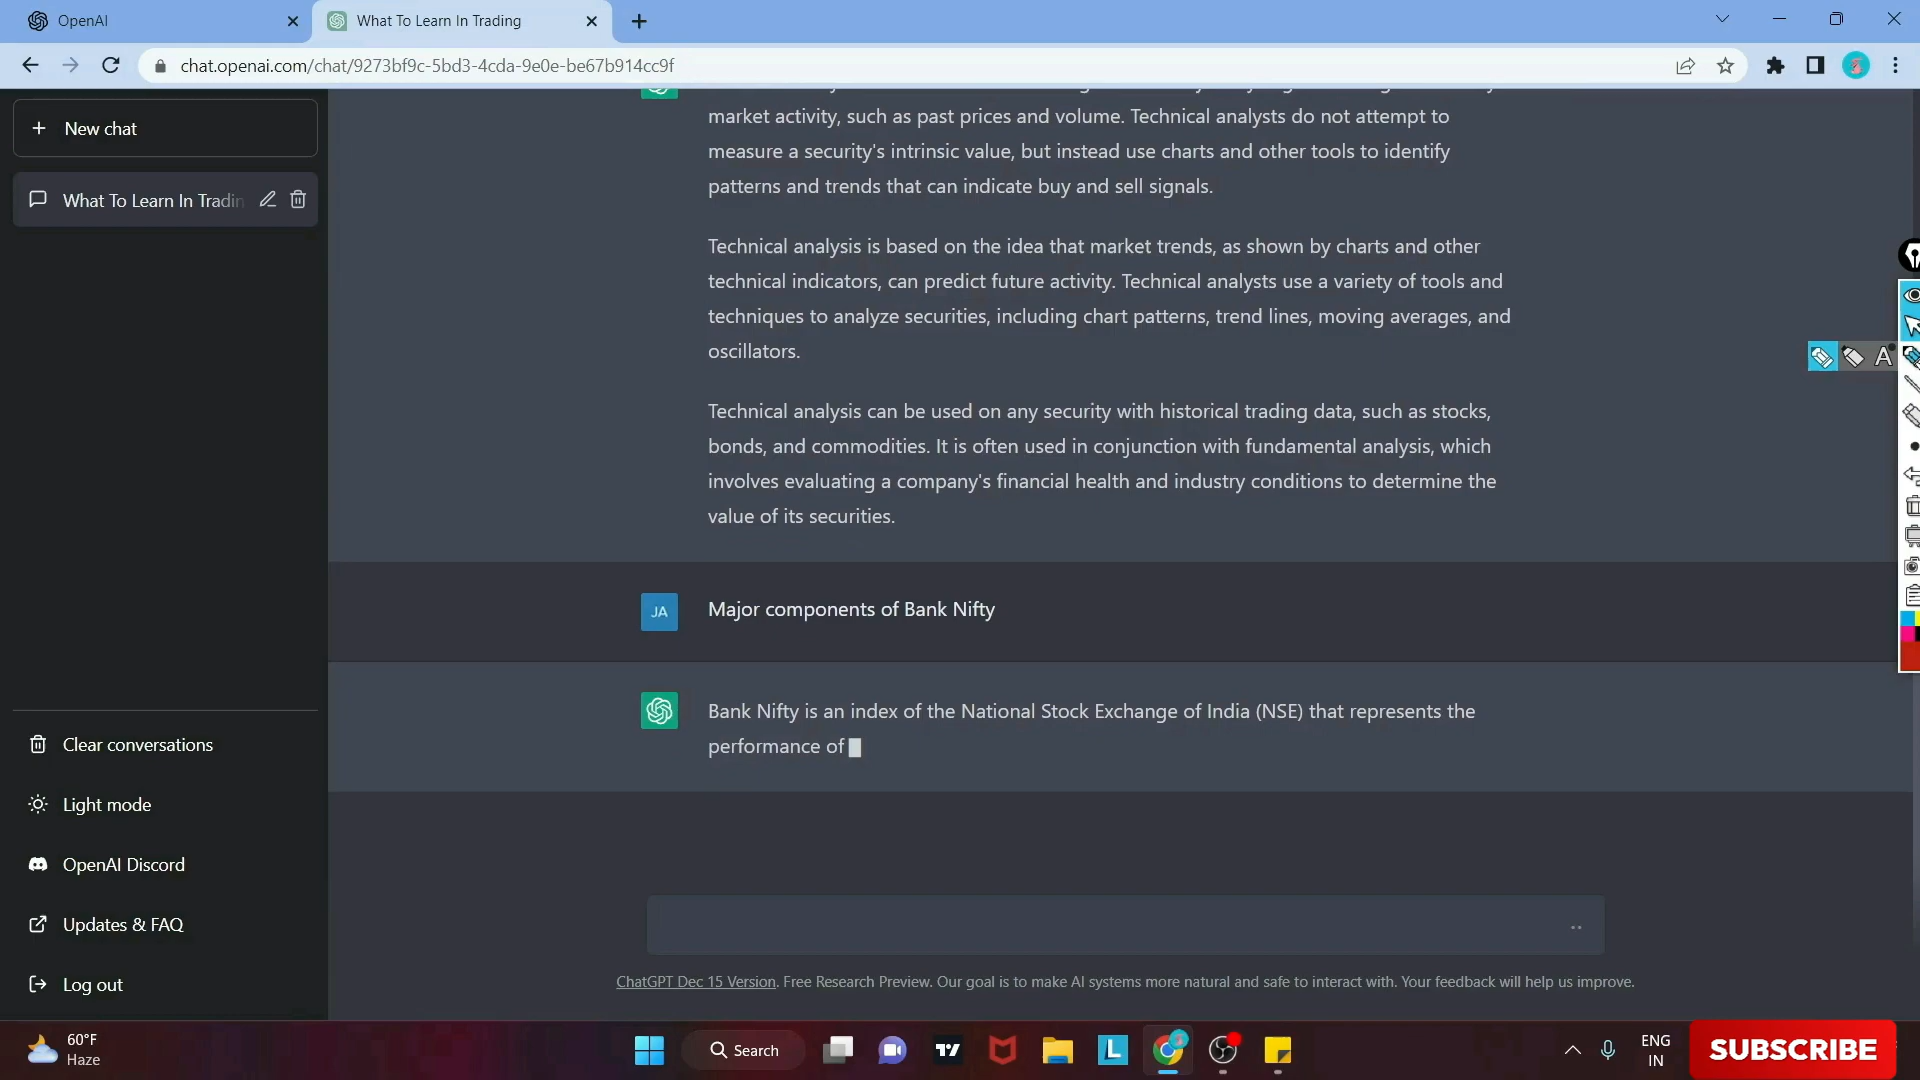 OpenAI
What To Learn In Trading
chat.openai.com/chat/9273bf9c-5bd3-4cda-9e0e-be67b914cc9f
New chat
What To Learn In Tradin
market activity, such as past prices and volume. Technical analysts do not attempt to
measure a security's intrinsic value, but instead use charts and other tools to identify
patterns and trends that can indicate buy and sell signals.
Technical analysis is based on the idea that market trends, as shown by charts and other
technical indicators, can predict future activity. Technical analysts use a variety of tools and
techniques to analyze securities, including chart patterns, trend lines, moving averages, and
oscillators.
Technical analysis can be used on any security with historical trading data, such as stocks,
bonds, and commodities. It is often used in conjunction with fundamental analysis, which
involves evaluating a company's financial health and industry conditions to determine the
value of its securities.
JA
Major components of Bank Nifty
Bank Nifty is an index of the National Stock Exchange of India (NSE) that represents the
performance of
Clear conversations
Light mode
OpenAI Discord
Updates & FAQ
Log out
ChatGPT Dec 15 Version. Free Research Preview. Our goal is to make AI systems more natural and safe to interact with. Your feedback will help us improve.
60°F
Haze
Search
L
ENG
IN
SUBSCRIBE
A